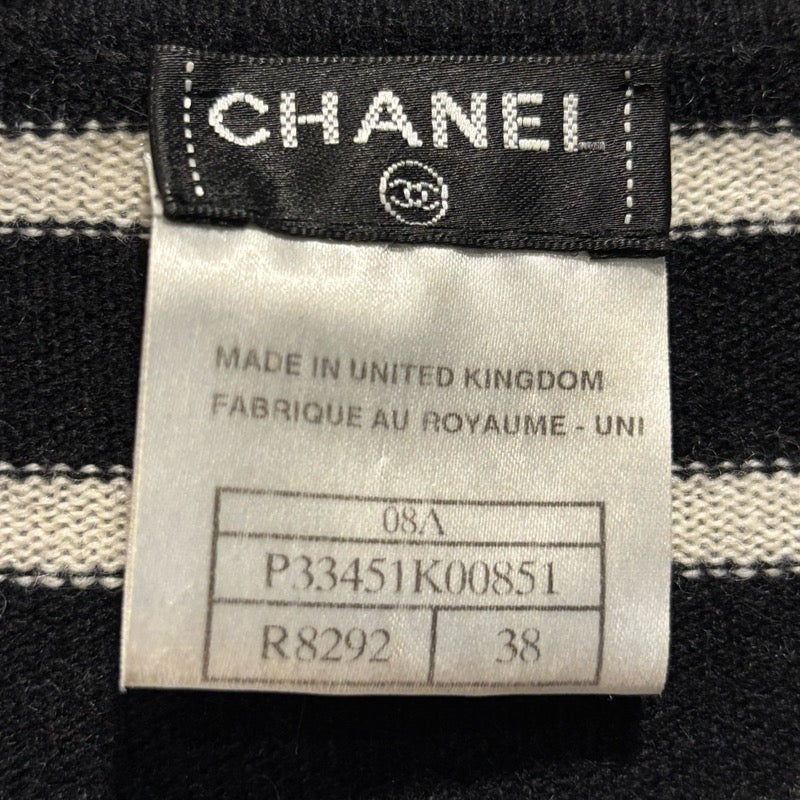 CHANEL
MADE IN UNITED KINGDOM
FABRIQUE AU ROYAUME - UNI
08A
P33451K00851
R8292 38